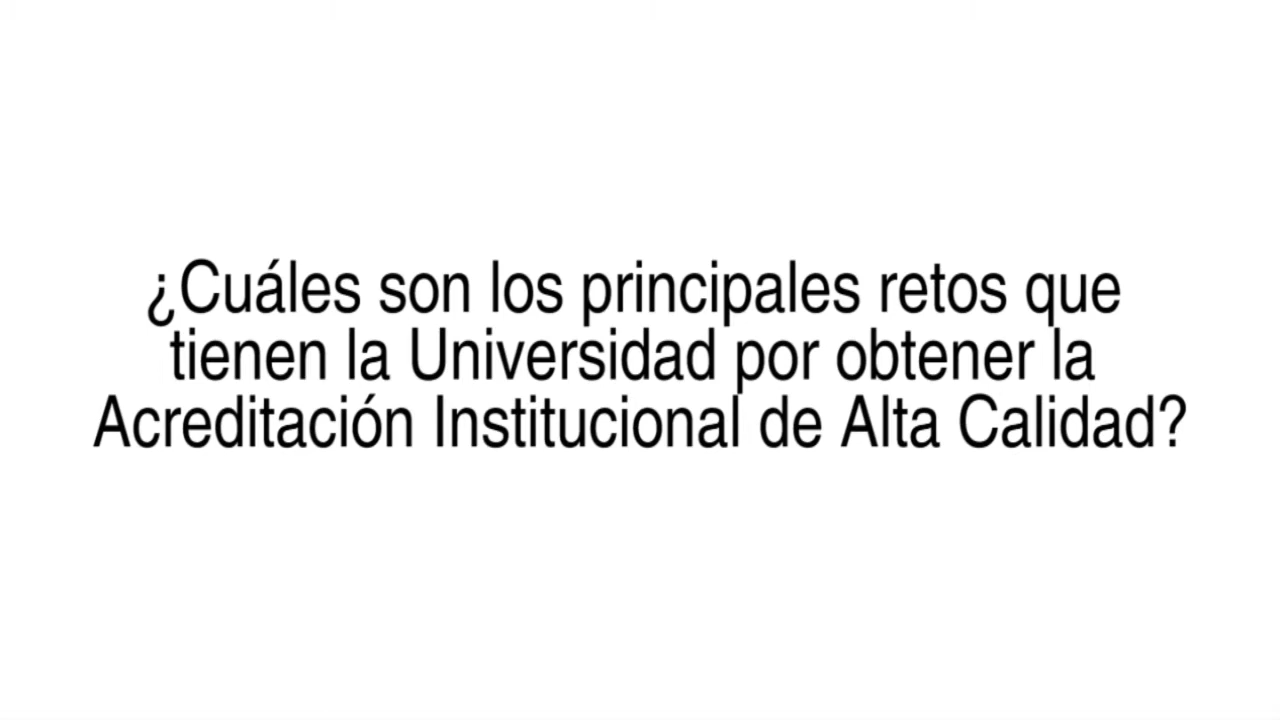 ¿Cuáles son los principales retos que
tienen la Universidad por obtener la
Acreditación Institucional de Alta Calidad?